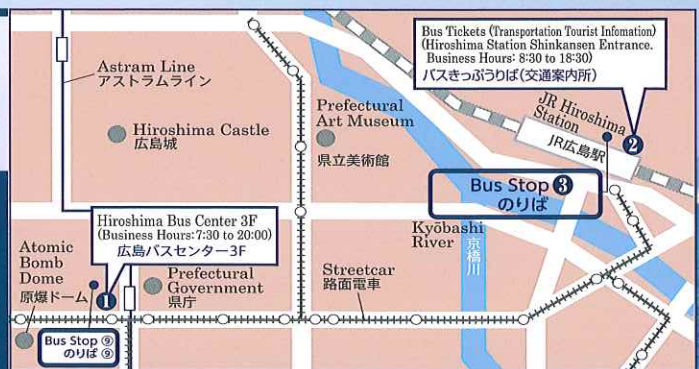 Bus Tickets (Transportation Tourist Infomation)
(Hiroshima Station Shinkansen Entrance.
Business Hours: 8:30 to 18:30)
バスきっぷうりば(交通案内所)
Astram Line
アストラムライン
Hiroshima Castle
広島城
Prefectural
Art Museum
県立美術館
JR Hiroshima
Station
JR広島駅
❷
Bus Stop ❸
のりば
Hiroshima Bus Center 3F
(Business Hours:7:30 to 20:00)
広島バスセンター3F
Kyōbashi
River
京橋川
Atomic
Bomb
Dome
原爆ドーム
❶
Prefectural
Government
県庁
Streetcar
路面電車
Bus Stop ⑨
のりば ⑨